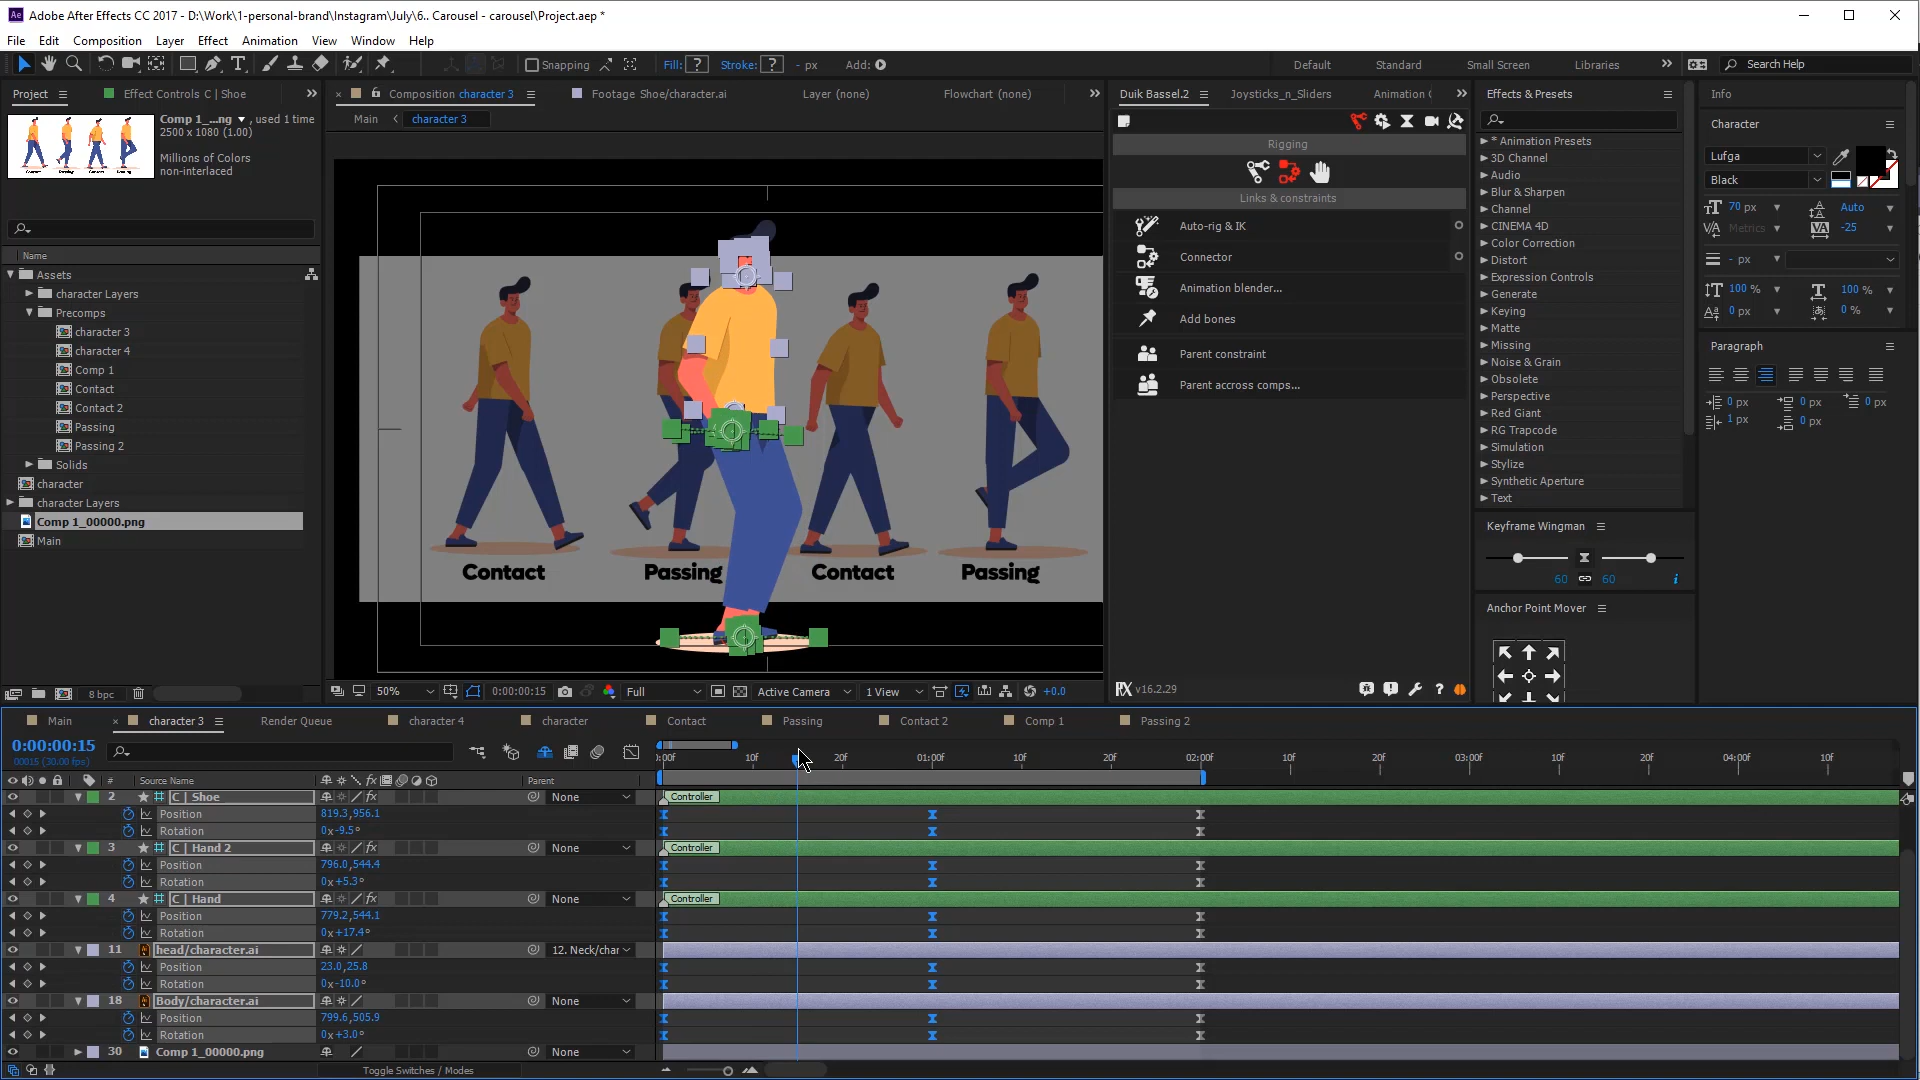 Adobe After Effects CC 2017 - D:\Work\1-personal-brand\Instagram\July\6.. Carousel - carousel\Project.aep *
File Edit Composition Layer Effect Animation View Window Help
Snapping Fill: ? Stroke: ? - px Add: Default Standard Small Screen Libraries Search Help
Project Effect Controls C | Shoe
Composition character 3 Footage Shoe/character.ai Layer (none) Flowchart (none)
Duik Bassel.2 Joysticks_n_Sliders Animation
Effects & Presets
Info
Comp 1_...ng , used 1 time
2500 x 1080 (1.00)
Millions of Colors
non-interlaced
Main character 3
Name
Assets
character Layers
Precomps
character 3
character 4
Comp 1
Contact
Contact 2
Passing
Passing 2
Solids
character
character Layers
Comp 1_00000.png
Main
8 bpc
Contact Passing Contact Passing
50% 0:00:00:15 Full Active Camera 1 View +0.0
Rigging
Links & constraints
Auto-rig & IK
Connector
Animation blender...
Add bones
Parent constraint
Parent accross comps...
v16.2.29
* Animation Presets
3D Channel
Audio
Blur & Sharpen
Channel
CINEMA 4D
Color Correction
Distort
Expression Controls
Generate
Keying
Matte
Missing
Noise & Grain
Obsolete
Perspective
Red Giant
RG Trapcode
Simulation
Stylize
Synthetic Aperture
Text
Keyframe Wingman
60 60
Anchor Point Mover
Character
Lufga
Black
70 px Auto
Metrics -25
- px
100 % 100 %
0 px 0 %
Paragraph
0 px 0 px 0 px
1 px 0 px
Main character 3 Render Queue character 4 character Contact Passing Contact 2 Comp 1 Passing 2
0:00:00:15
00015 (30.00 fps)
:00f 10f 20f 01:00f 10f 20f 02:00f 10f 20f 03:00f 10f 20f 04:00f 10f
# Source Name Parent
2 C | Shoe None Controller
Position 819.3,956.1
Rotation 0x-9.5°
3 C | Hand 2 None Controller
Position 796.0,544.4
Rotation 0x+5.3°
4 C | Hand None Controller
Position 779.2,544.1
Rotation 0x+17.4°
11 head/character.ai 12. Neck/char
Position 23.0,25.8
Rotation 0x-10.0°
18 Body/character.ai None
Position 799.6,505.9
Rotation 0x+3.0°
30 Comp 1_00000.png None
Toggle Switches / Modes